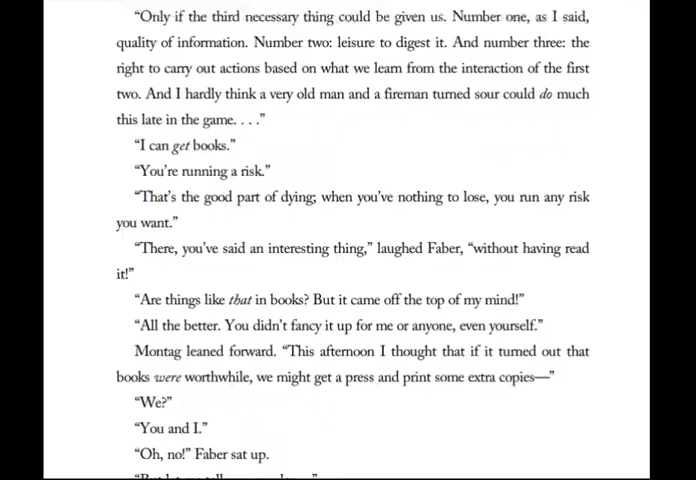 “Only if the third necessary thing could be given us. Number one, as I said,
quality of information. Number two: leisure to digest it. And number three: the
right to carry out actions based on what we learn from the interaction of the first
two. And I hardly think a very old man and a fireman turned sour could do much
this late in the game. . . .”
“I can get books.”
“You’re running a risk.”
“That’s the good part of dying; when you’ve nothing to lose, you run any risk
you want.”
“There, you’ve said an interesting thing,” laughed Faber, “without having read
it!”
“Are things like that in books? But it came off the top of my mind!”
“All the better. You didn’t fancy it up for me or anyone, even yourself.”
Montag leaned forward. “This afternoon I thought that if it turned out that
books were worthwhile, we might get a press and print some extra copies—”
“We?”
“You and I.”
“Oh, no!” Faber sat up.